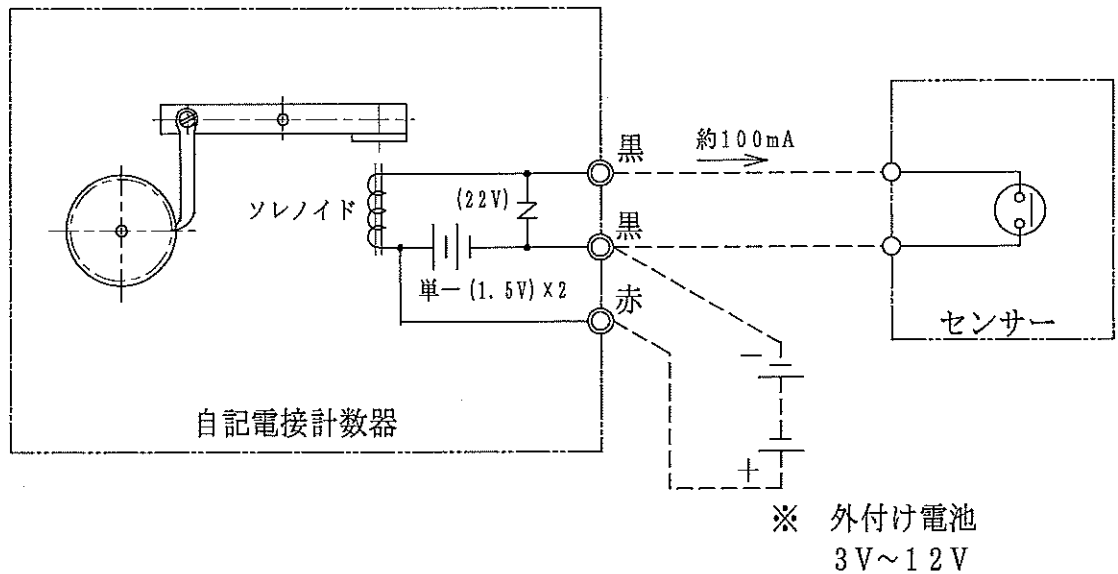 黒
約100mA
(22V)
ソレノイド
黒
単一(1.5V)×2
赤
センサー
−
自記電接計数器
+
※ 外付け電池
3V~12V